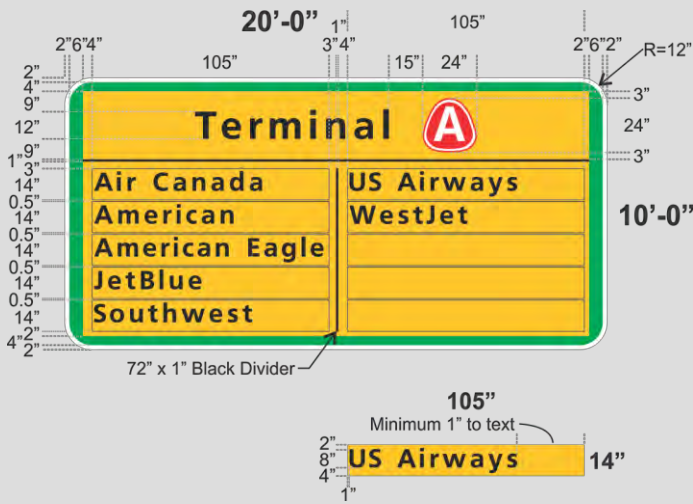 20’-0” 1” 105”
2”6”4” 105” 3”4” 15” 24” 2”6”2” R=12”
2”
4”
9”
12”
9”
1”
3”
14”
0.5”
14”
0.5”
14”
0.5”
14”
0.5”
14”
2”
4”
2”
Terminal A
Air Canada US Airways
American WestJet
American Eagle
JetBlue
Southwest
3”
24”
3”
10’-0”
72” x 1” Black Divider
105”
Minimum 1” to text
2”
8”
4”
US Airways 14”
1”